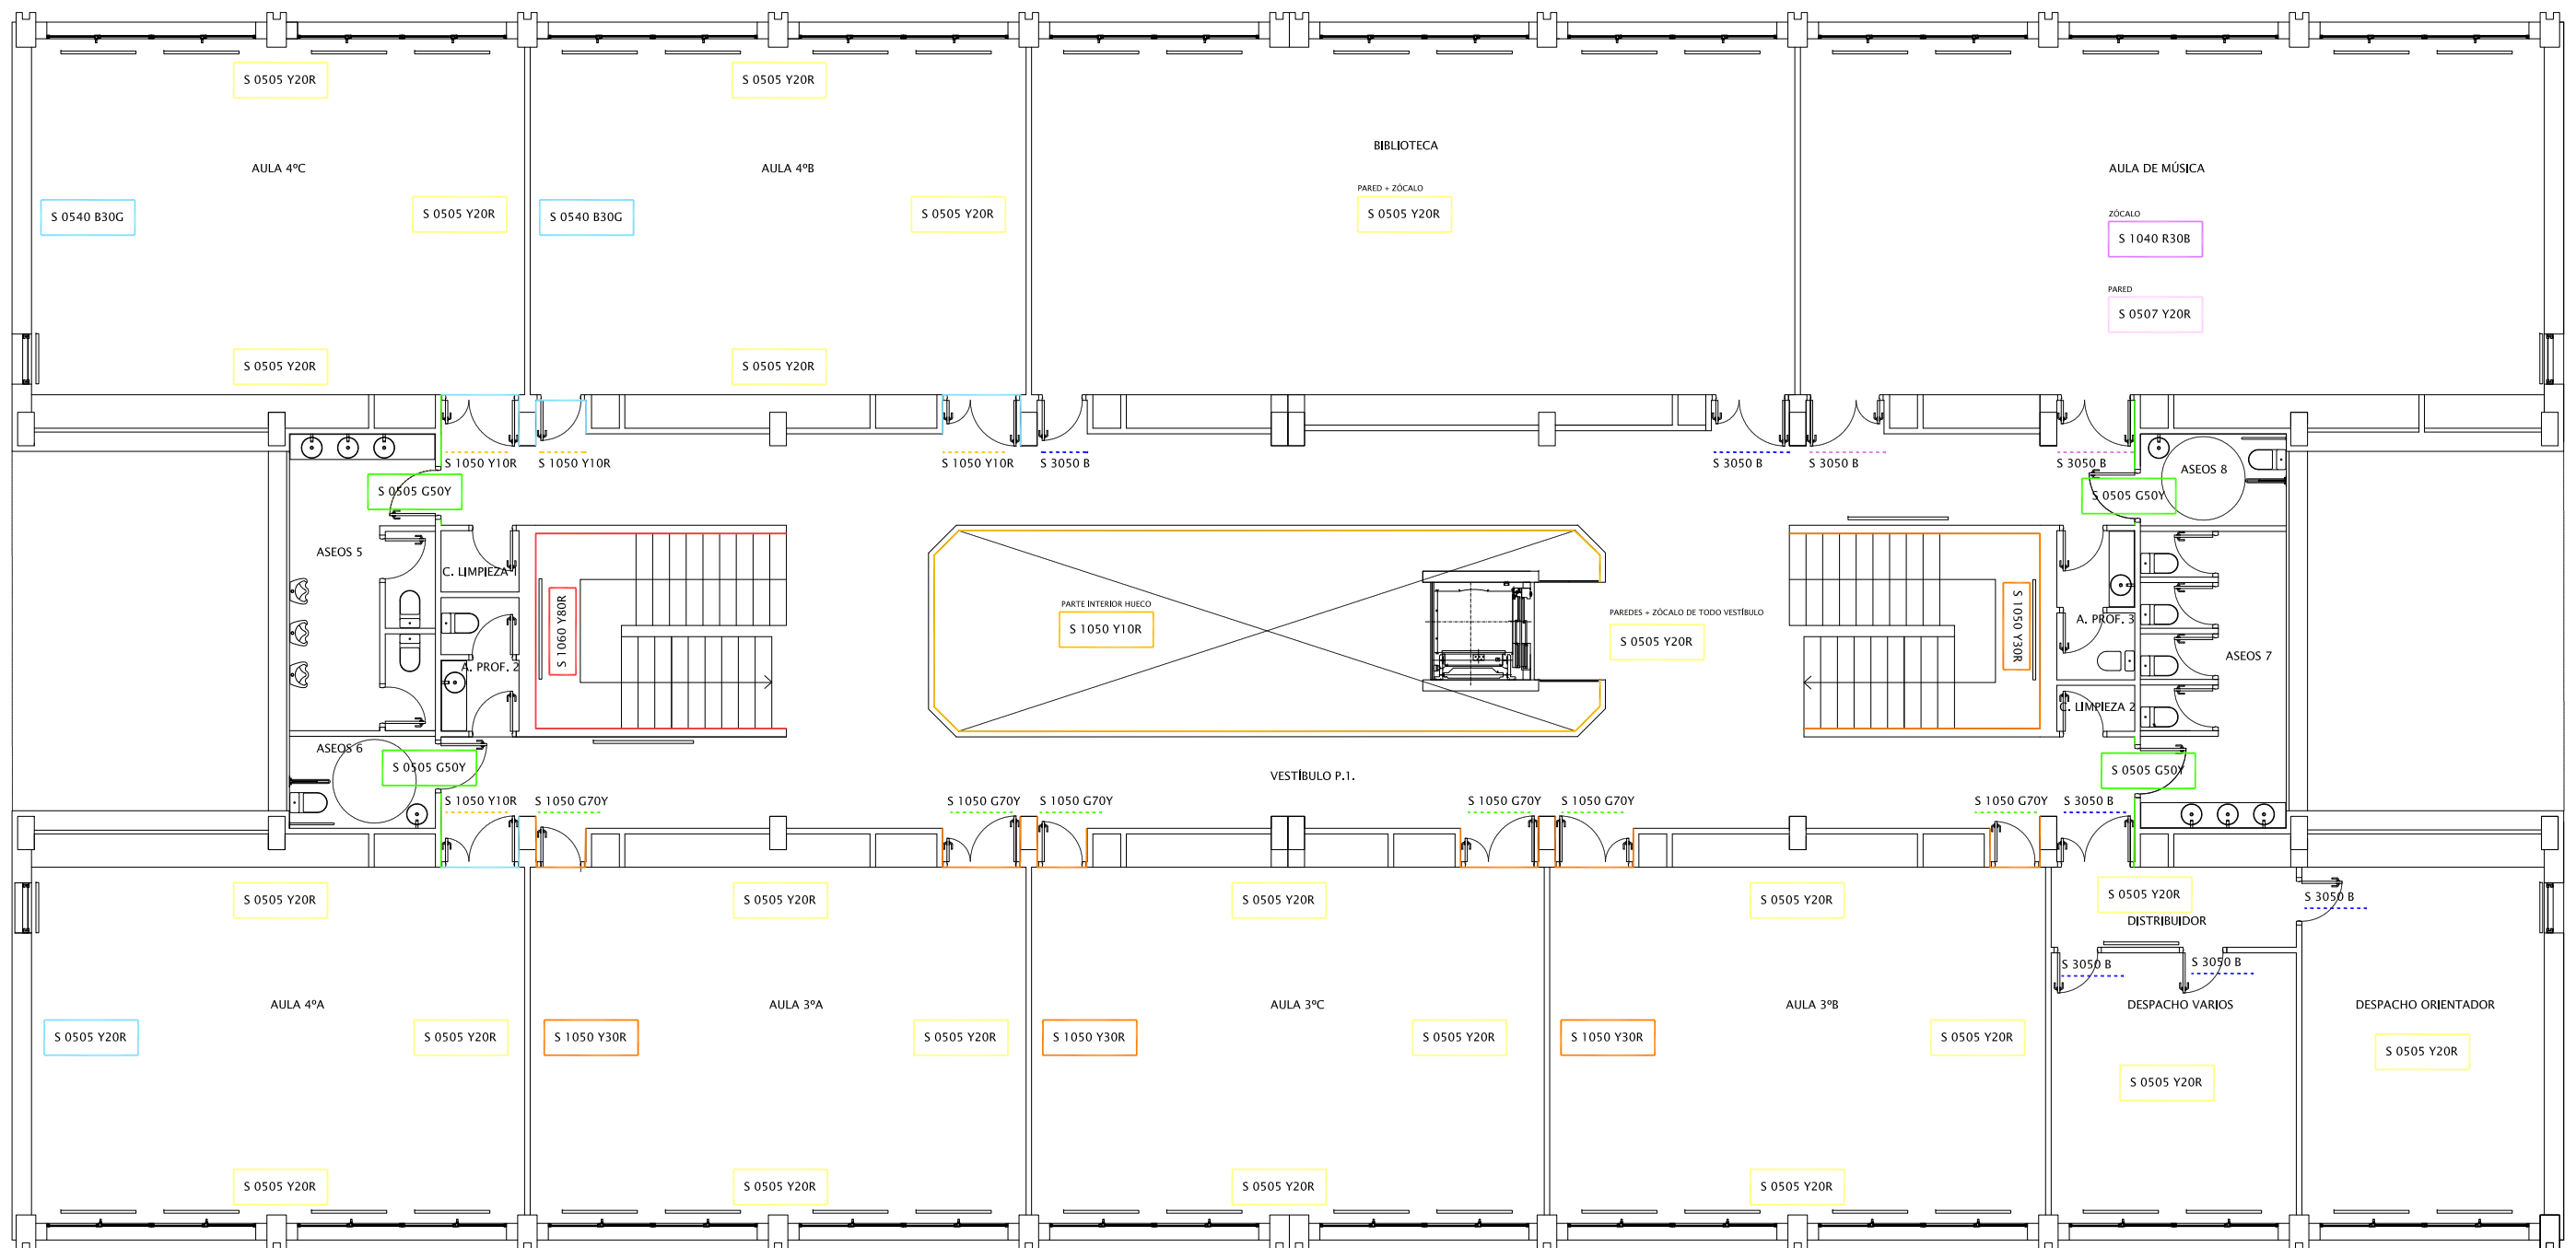 S 0505 Y20R
S 0505 Y20R
BIBLIOTECA
AULA 4ºC
AULA 4ºB
AULA DE MÚSICA
PARED + ZÓCALO
S 0540 B30G
S 0505 Y20R
S 0540 B30G
S 0505 Y20R
S 0505 Y20R
ZÓCALO
S 1040 R30B
PARED
S 0507 Y20R
S 0505 Y20R
S 0505 Y20R
S 1050 Y10R
S 1050 Y10R
S 1050 Y10R
S 3050 B
S 3050 B
S 3050 B
S 3050 B
ASEOS 8
S 0505 G50Y
S 0505 G50Y
ASEOS 5
C. LIMPIEZA 1
PARTE INTERIOR HUECO
S 1050 Y10R
PAREDES + ZÓCALO DE TODO VESTÍBULO
S 0505 Y20R
S 1060 Y80R
S 1050 Y30R
A. PROF. 3
ASEOS 7
A. PROF. 2
C. LIMPIEZA 2
ASEOS 6
S 0505 G50Y
S 0505 G50Y
VESTÍBULO P.1.
S 1050 Y10R
S 1050 G70Y
S 1050 G70Y
S 1050 G70Y
S 1050 G70Y
S 1050 G70Y
S 1050 G70Y
S 3050 B
S 0505 Y20R
S 0505 Y20R
S 0505 Y20R
S 0505 Y20R
S 0505 Y20R
S 3050 B
DISTRIBUIDOR
S 3050 B
S 3050 B
AULA 4ºA
AULA 3ºA
AULA 3ºC
AULA 3ºB
DESPACHO VARIOS
DESPACHO ORIENTADOR
S 0505 Y20R
S 0505 Y20R
S 1050 Y30R
S 0505 Y20R
S 1050 Y30R
S 0505 Y20R
S 1050 Y30R
S 0505 Y20R
S 0505 Y20R
S 0505 Y20R
S 0505 Y20R
S 0505 Y20R
S 0505 Y20R
S 0505 Y20R